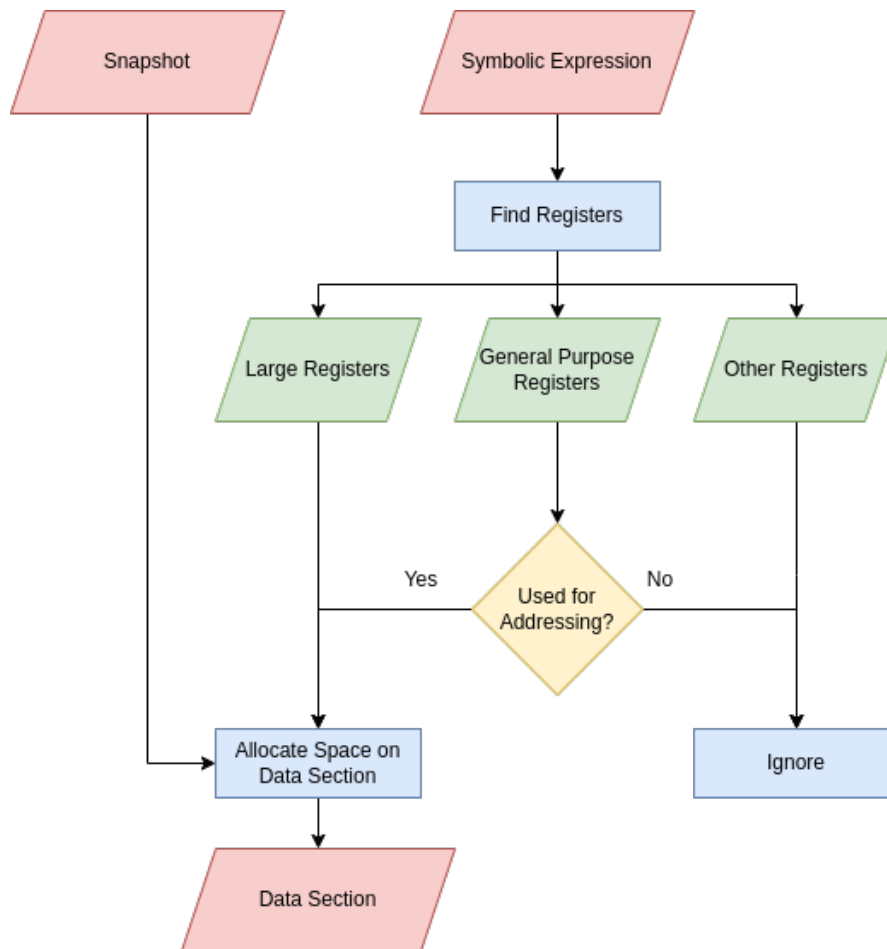 Snapshot
Symbolic Expression
Find Registers
Large Registers
General Purpose
Registers
Other Registers
Yes
No
Used for
Addressing?
Allocate Space on
Data Section
Ignore
Data Section